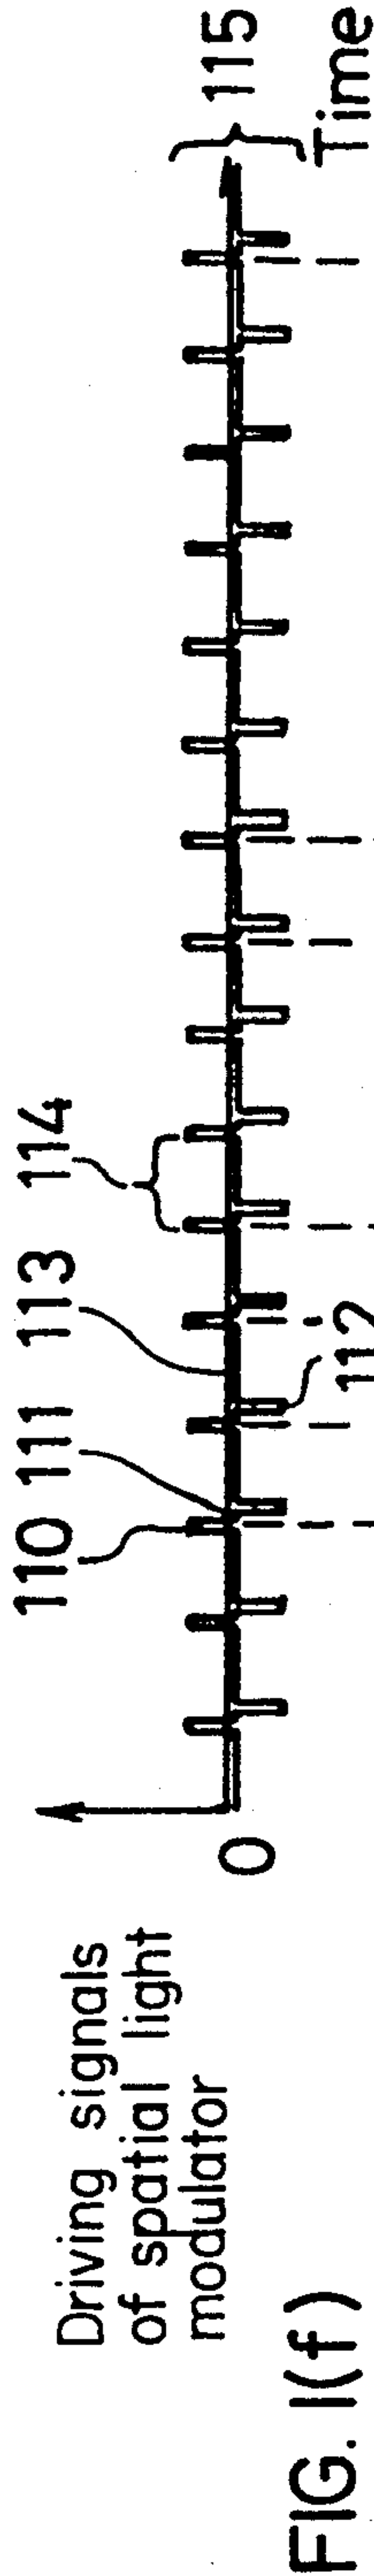 Driving signals
of spatial light
modulator
110 111 113 114
0
112
115
Time
FIG. 1(f)